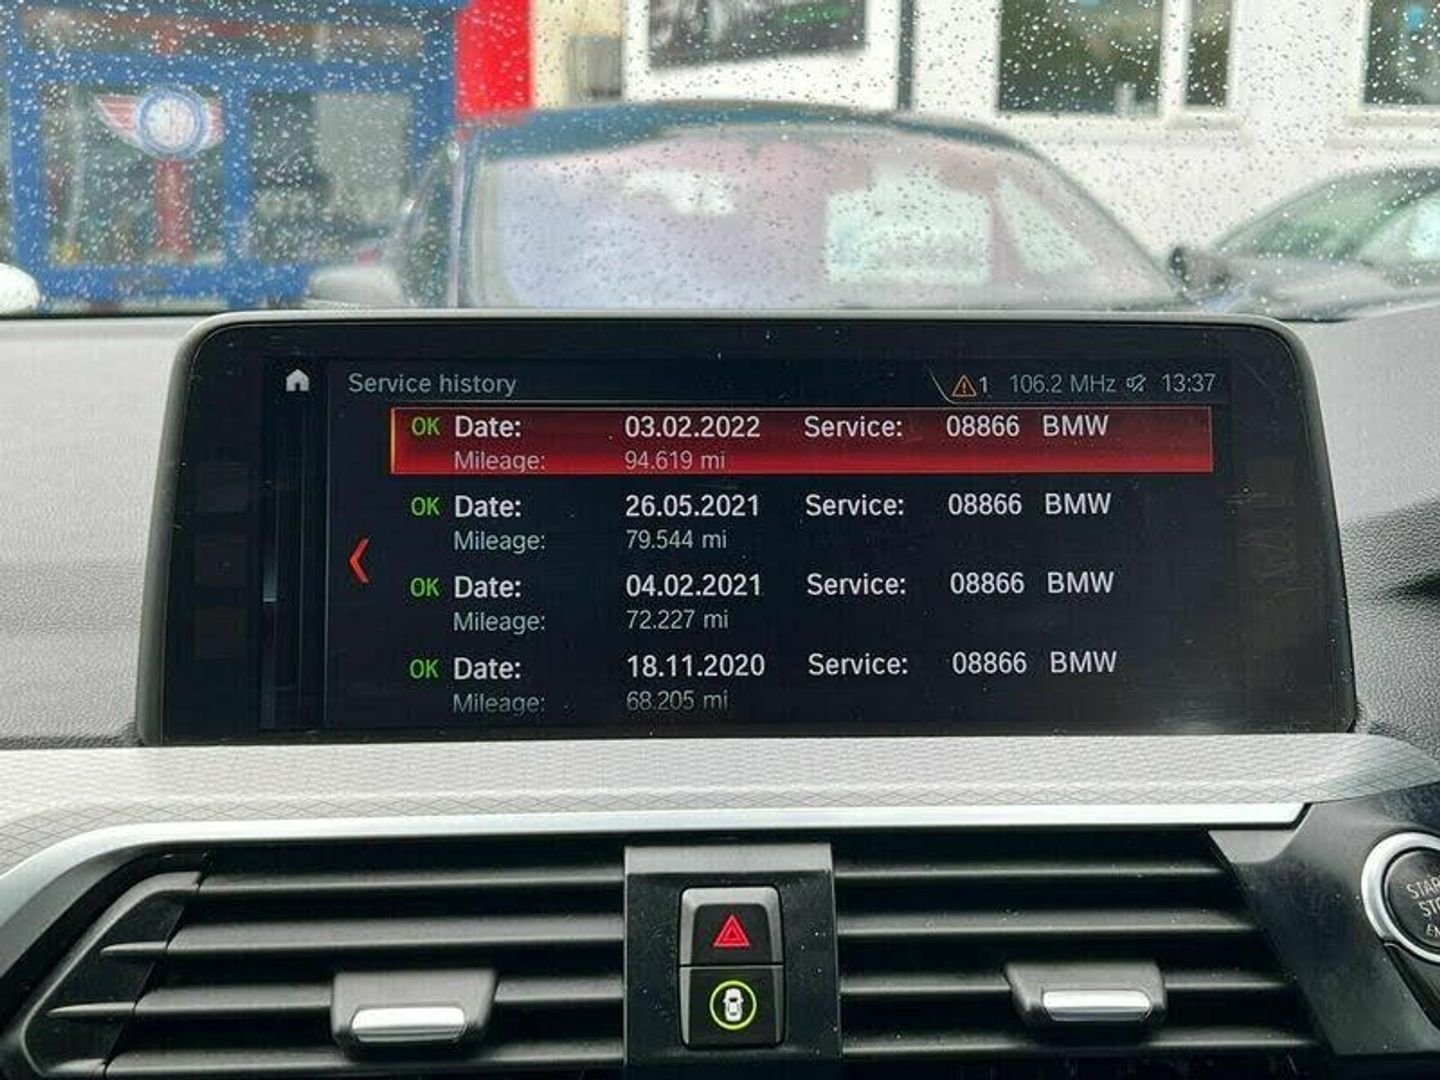 Service history
1 106.2 MHz 13:37
OK Date: 03.02.2022 Service: 08866 BMW
Mileage: 94.619 mi
OK Date: 26.05.2021 Service: 08866 BMW
Mileage: 79.544 mi
OK Date: 04.02.2021 Service: 08866 BMW
Mileage: 72.227 mi
OK Date: 18.11.2020 Service: 08866 BMW
Mileage: 68.205 mi